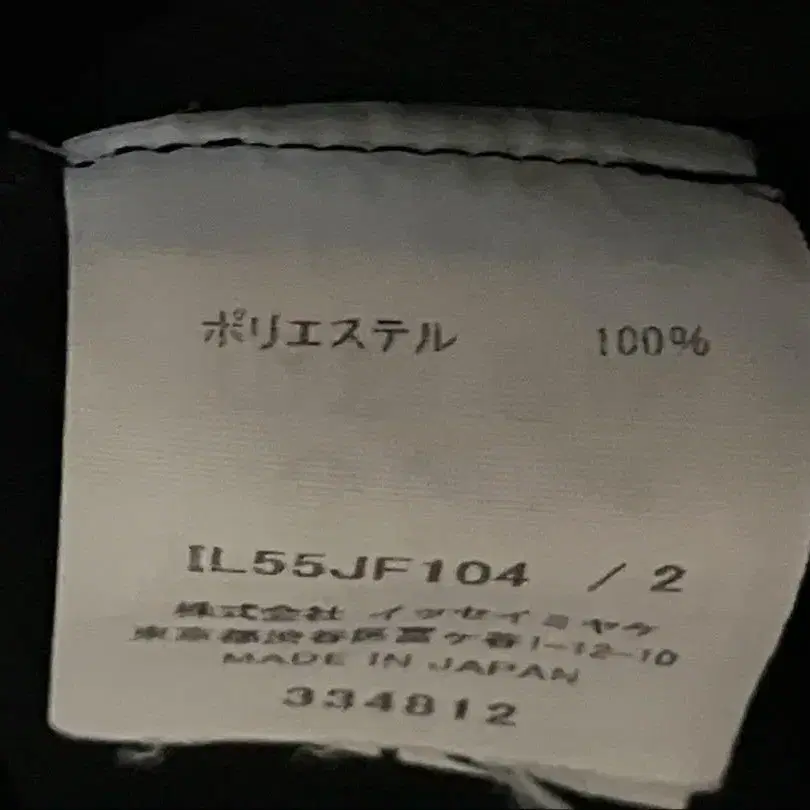 ポリエステル 100%
IL55JF104 / 2
株式会社 イッセイミヤケ
東京都渋谷区富ヶ谷1-12-10
MADE IN JAPAN
334812